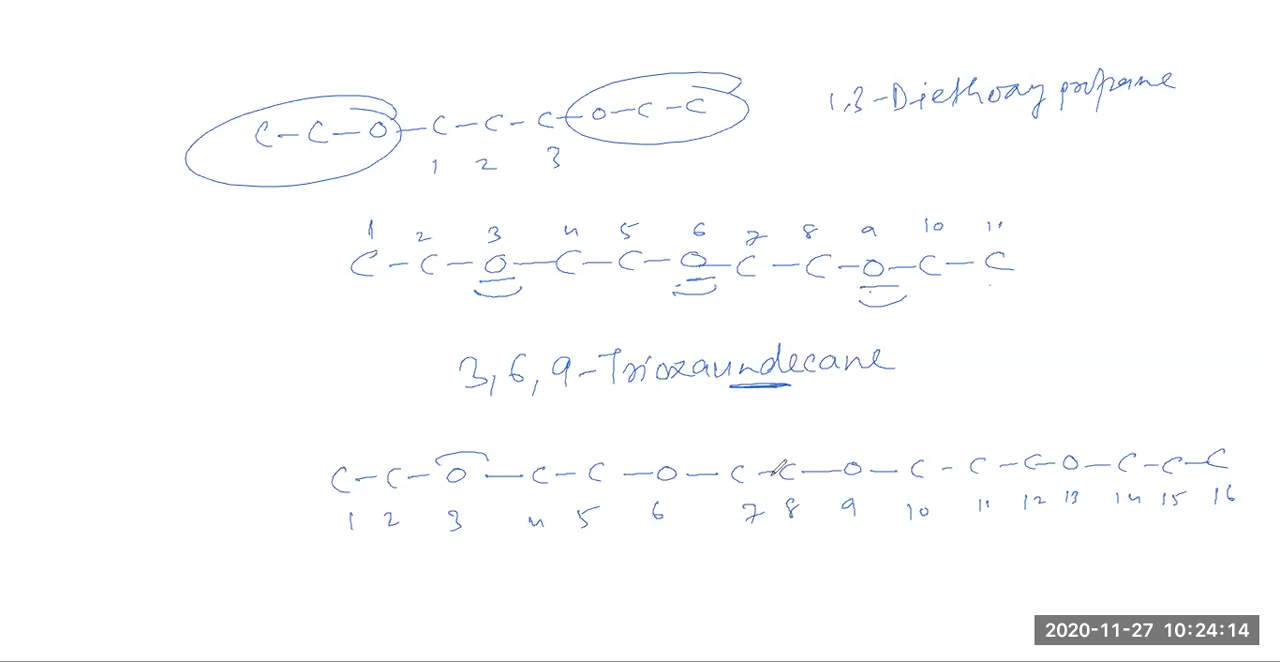 C-C-O-C-C-C-O-C-C 1,3-Diethoxy propane
1 2 3
1 2 3 4 5 6 7 8 9 10 11
C-C-O-C-C-O-C-C-O-C-C
3,6,9-Trioxaundecane
C-C-O-C-C-O-C-C-O-C-C-C-O-C-C-C
1 2 3 4 5 6 7 8 9 10 11 12 13 14 15 16
2020-11-27 10:24:14